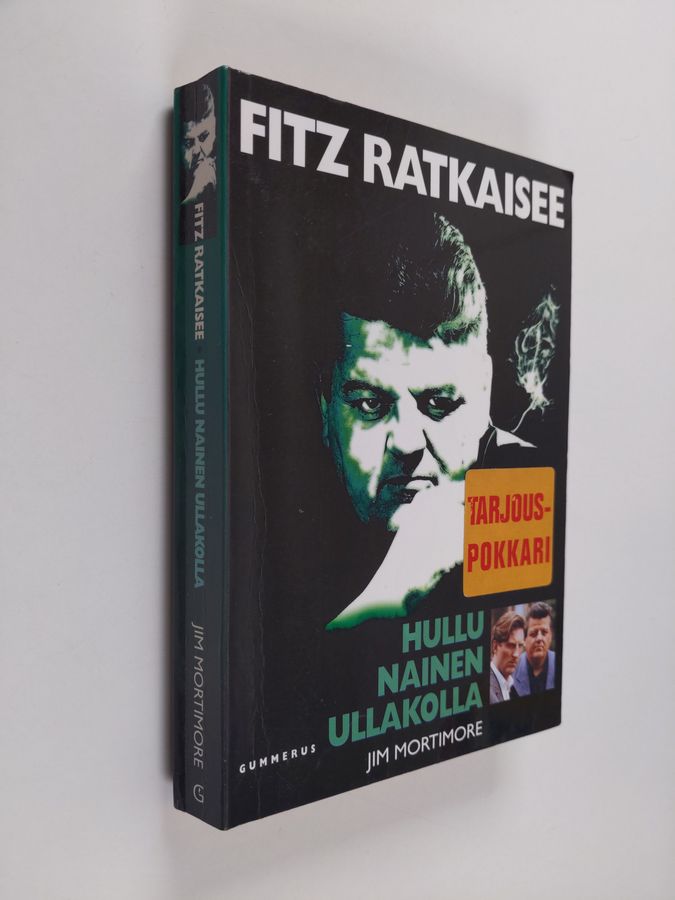 FITZ RATKAISEE
TARJOUS-
POKKARI
HULLU
NAINEN
ULLAKOLLA
JIM MORTIMORE
GUMMERUS
FITZ RATKAISEE • HULLU NAINEN ULLAKOLLA
JIM MORTIMORE
G